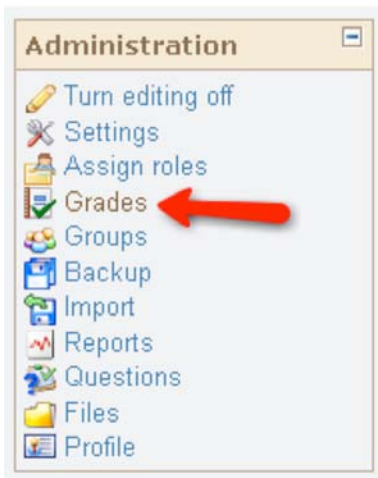 Administration
Turn editing off
Settings
Assign roles
Grades
Groups
Backup
Import
Reports
Questions
Files
Profile